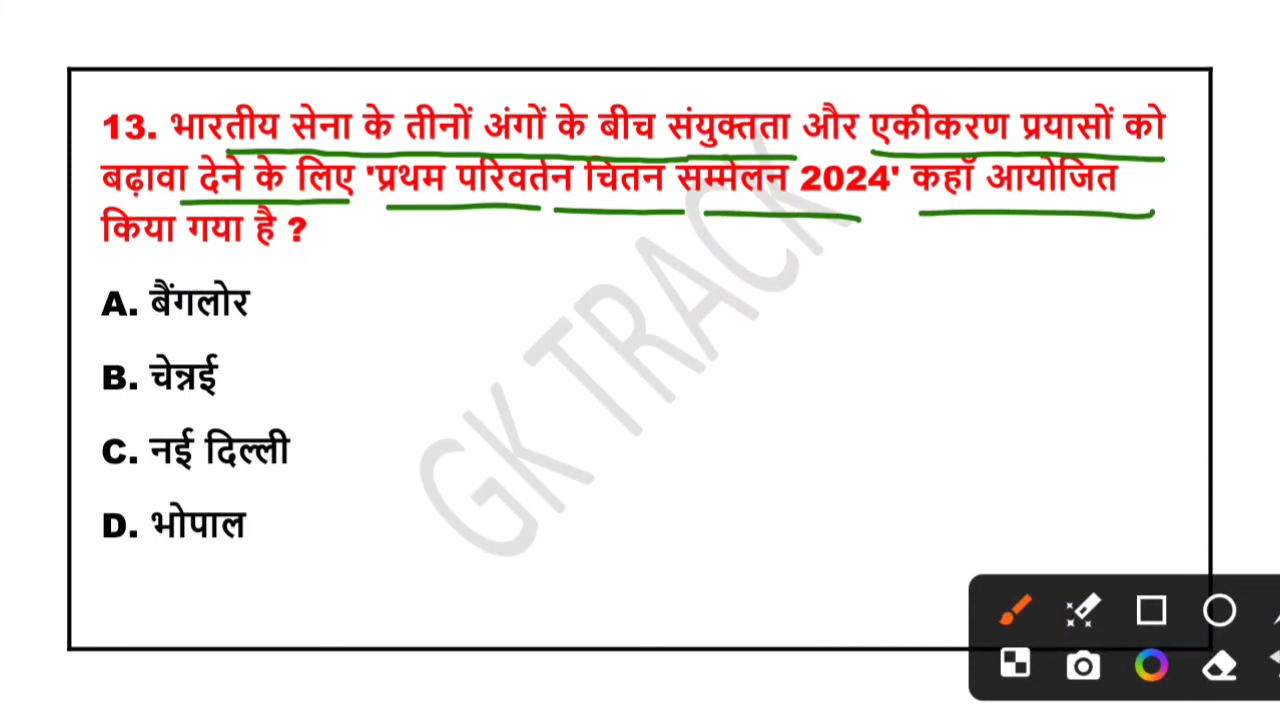 13. भारतीय सेना के तीनों अंगों के बीच संयुक्तता और एकीकरण प्रयासों को
बढ़ावा देने के लिए 'प्रथम परिवर्तन चिंतन सम्मेलन 2024' कहाँ आयोजित
किया गया है ?
A. बैंगलोर
B. चेन्नई
C. नई दिल्ली
D. भोपाल
GK TRACK